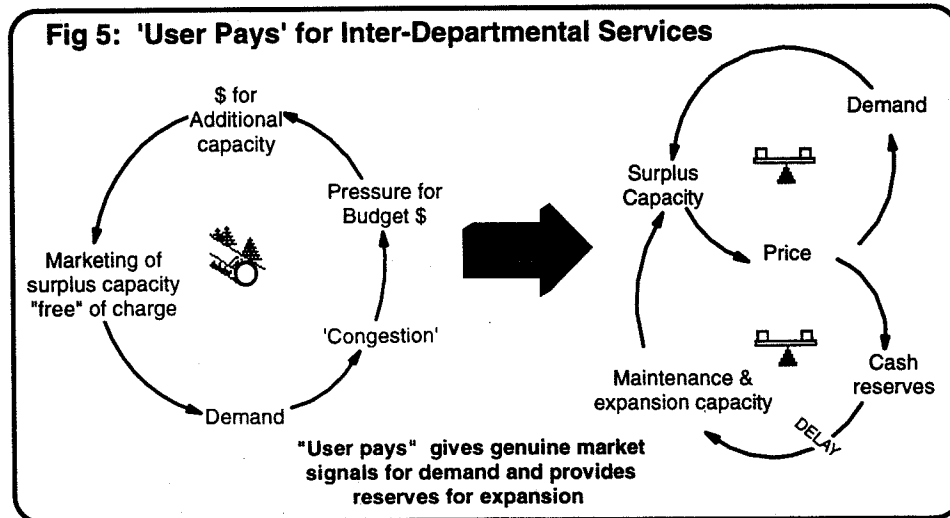 Fig 5: 'User Pays' for Inter-Departmental Services
$ for
Additional
capacity
Pressure for
Budget $
Marketing of
surplus capacity
"free" of charge
'Congestion'
Demand
Demand
Surplus
Capacity
Price
Cash
reserves
Maintenance &
expansion capacity
DELAY
"User pays" gives genuine market
signals for demand and provides
reserves for expansion